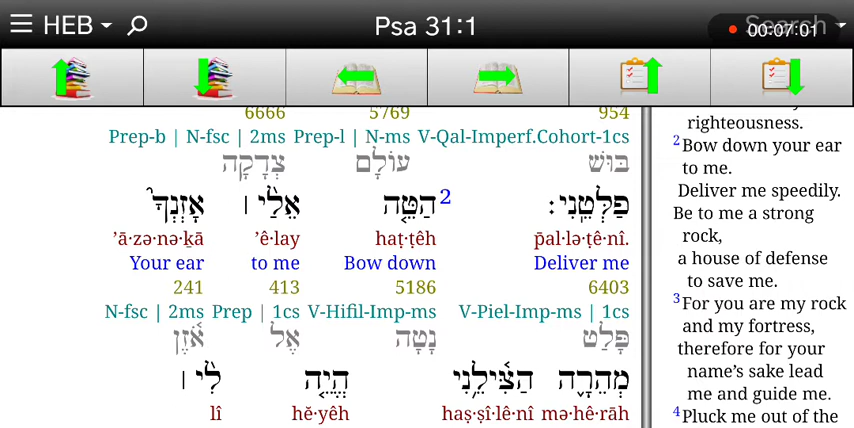 HEB
Psa 31:1
00:07:01
6666 5769 954
Prep-b | N-fsc | 2ms Prep-l | N-ms V-Qal-Imperf.Cohort-1cs
בּוּשׁ עוֹלָם צְדָקָה
פַלְּטֵֽנִי׃ 2 הַטֵּ֤ה אֵלַ֨י ׀ אָזְנְךָ֮
p̄al·lə·ṭê·nî. haṭ·ṭêh ’ê·lay ’ā·zə·nə·ḵā
Your ear to me Bow down Deliver me
241 413 5186 6403
N-fsc | 2ms Prep | 1cs V-Hifil-Imp-ms V-Piel-Imp-ms | 1cs
פָּלַט נָטָה אֶל אֹזֶן
מְהֵרָ֪ה הַצִּ֫ילֵ֥נִי הֱיֵ֤ה לִ֨י ׀
lî hĕ·yêh haṣ·ṣî·lê·nî mə·hê·rāh
righteousness.
2 Bow down your ear
to me.
Deliver me speedily.
Be to me a strong
rock,
a house of defense
to save me.
3 For you are my rock
and my fortress,
therefore for your
name’s sake lead
me and guide me.
4 Pluck me out of the